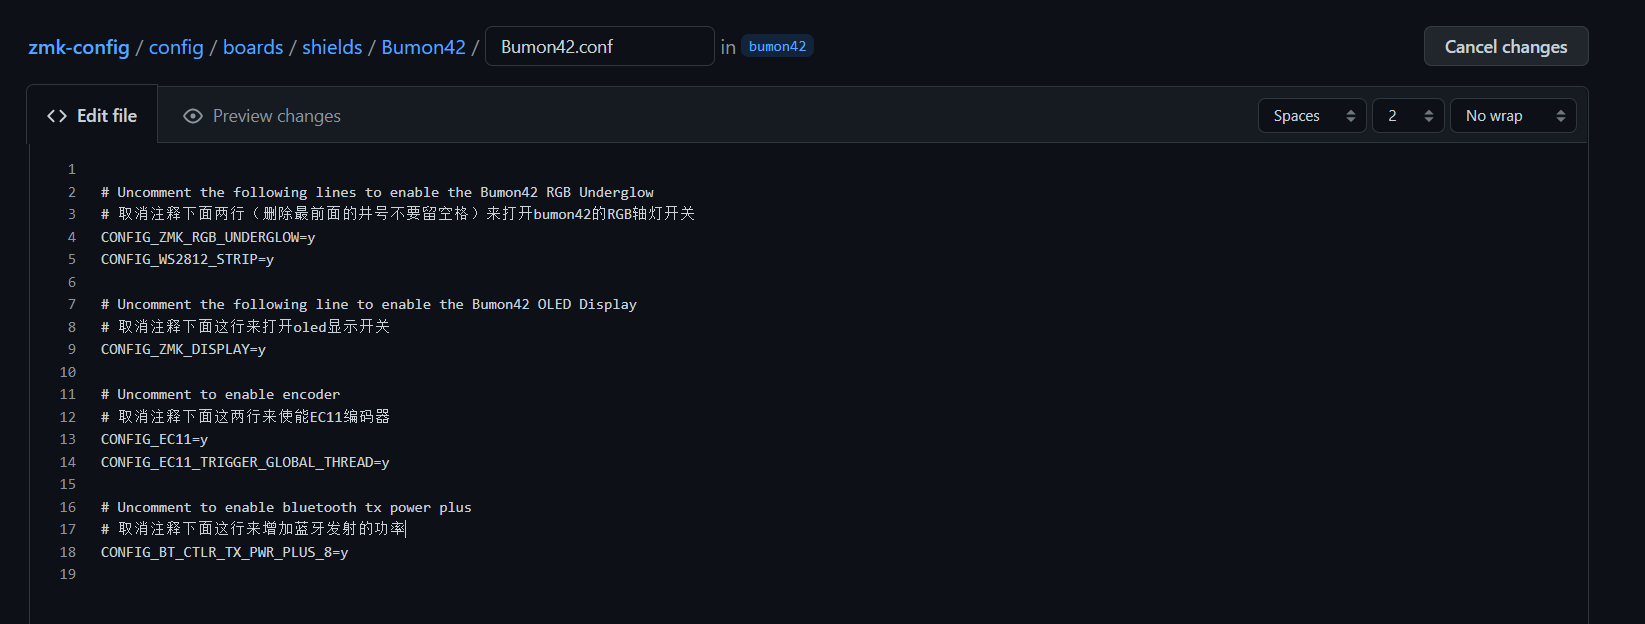 zmk-config / config / boards / shields / Bumon42 / Bumon42.conf in bumon42 Cancel changes
Edit file Preview changes Spaces 2 No wrap
1
2 # Uncomment the following lines to enable the Bumon42 RGB Underglow
3 # 取消注释下面两行（删除最前面的井号不要留空格）来打开bumon42的RGB轴灯开关
4 CONFIG_ZMK_RGB_UNDERGLOW=y
5 CONFIG_WS2812_STRIP=y
6
7 # Uncomment the following line to enable the Bumon42 OLED Display
8 # 取消注释下面这行来打开oled显示开关
9 CONFIG_ZMK_DISPLAY=y
10
11 # Uncomment to enable encoder
12 # 取消注释下面这两行来使能EC11编码器
13 CONFIG_EC11=y
14 CONFIG_EC11_TRIGGER_GLOBAL_THREAD=y
15
16 # Uncomment to enable bluetooth tx power plus
17 # 取消注释下面这行来增加蓝牙发射的功率
18 CONFIG_BT_CTLR_TX_PWR_PLUS_8=y
19